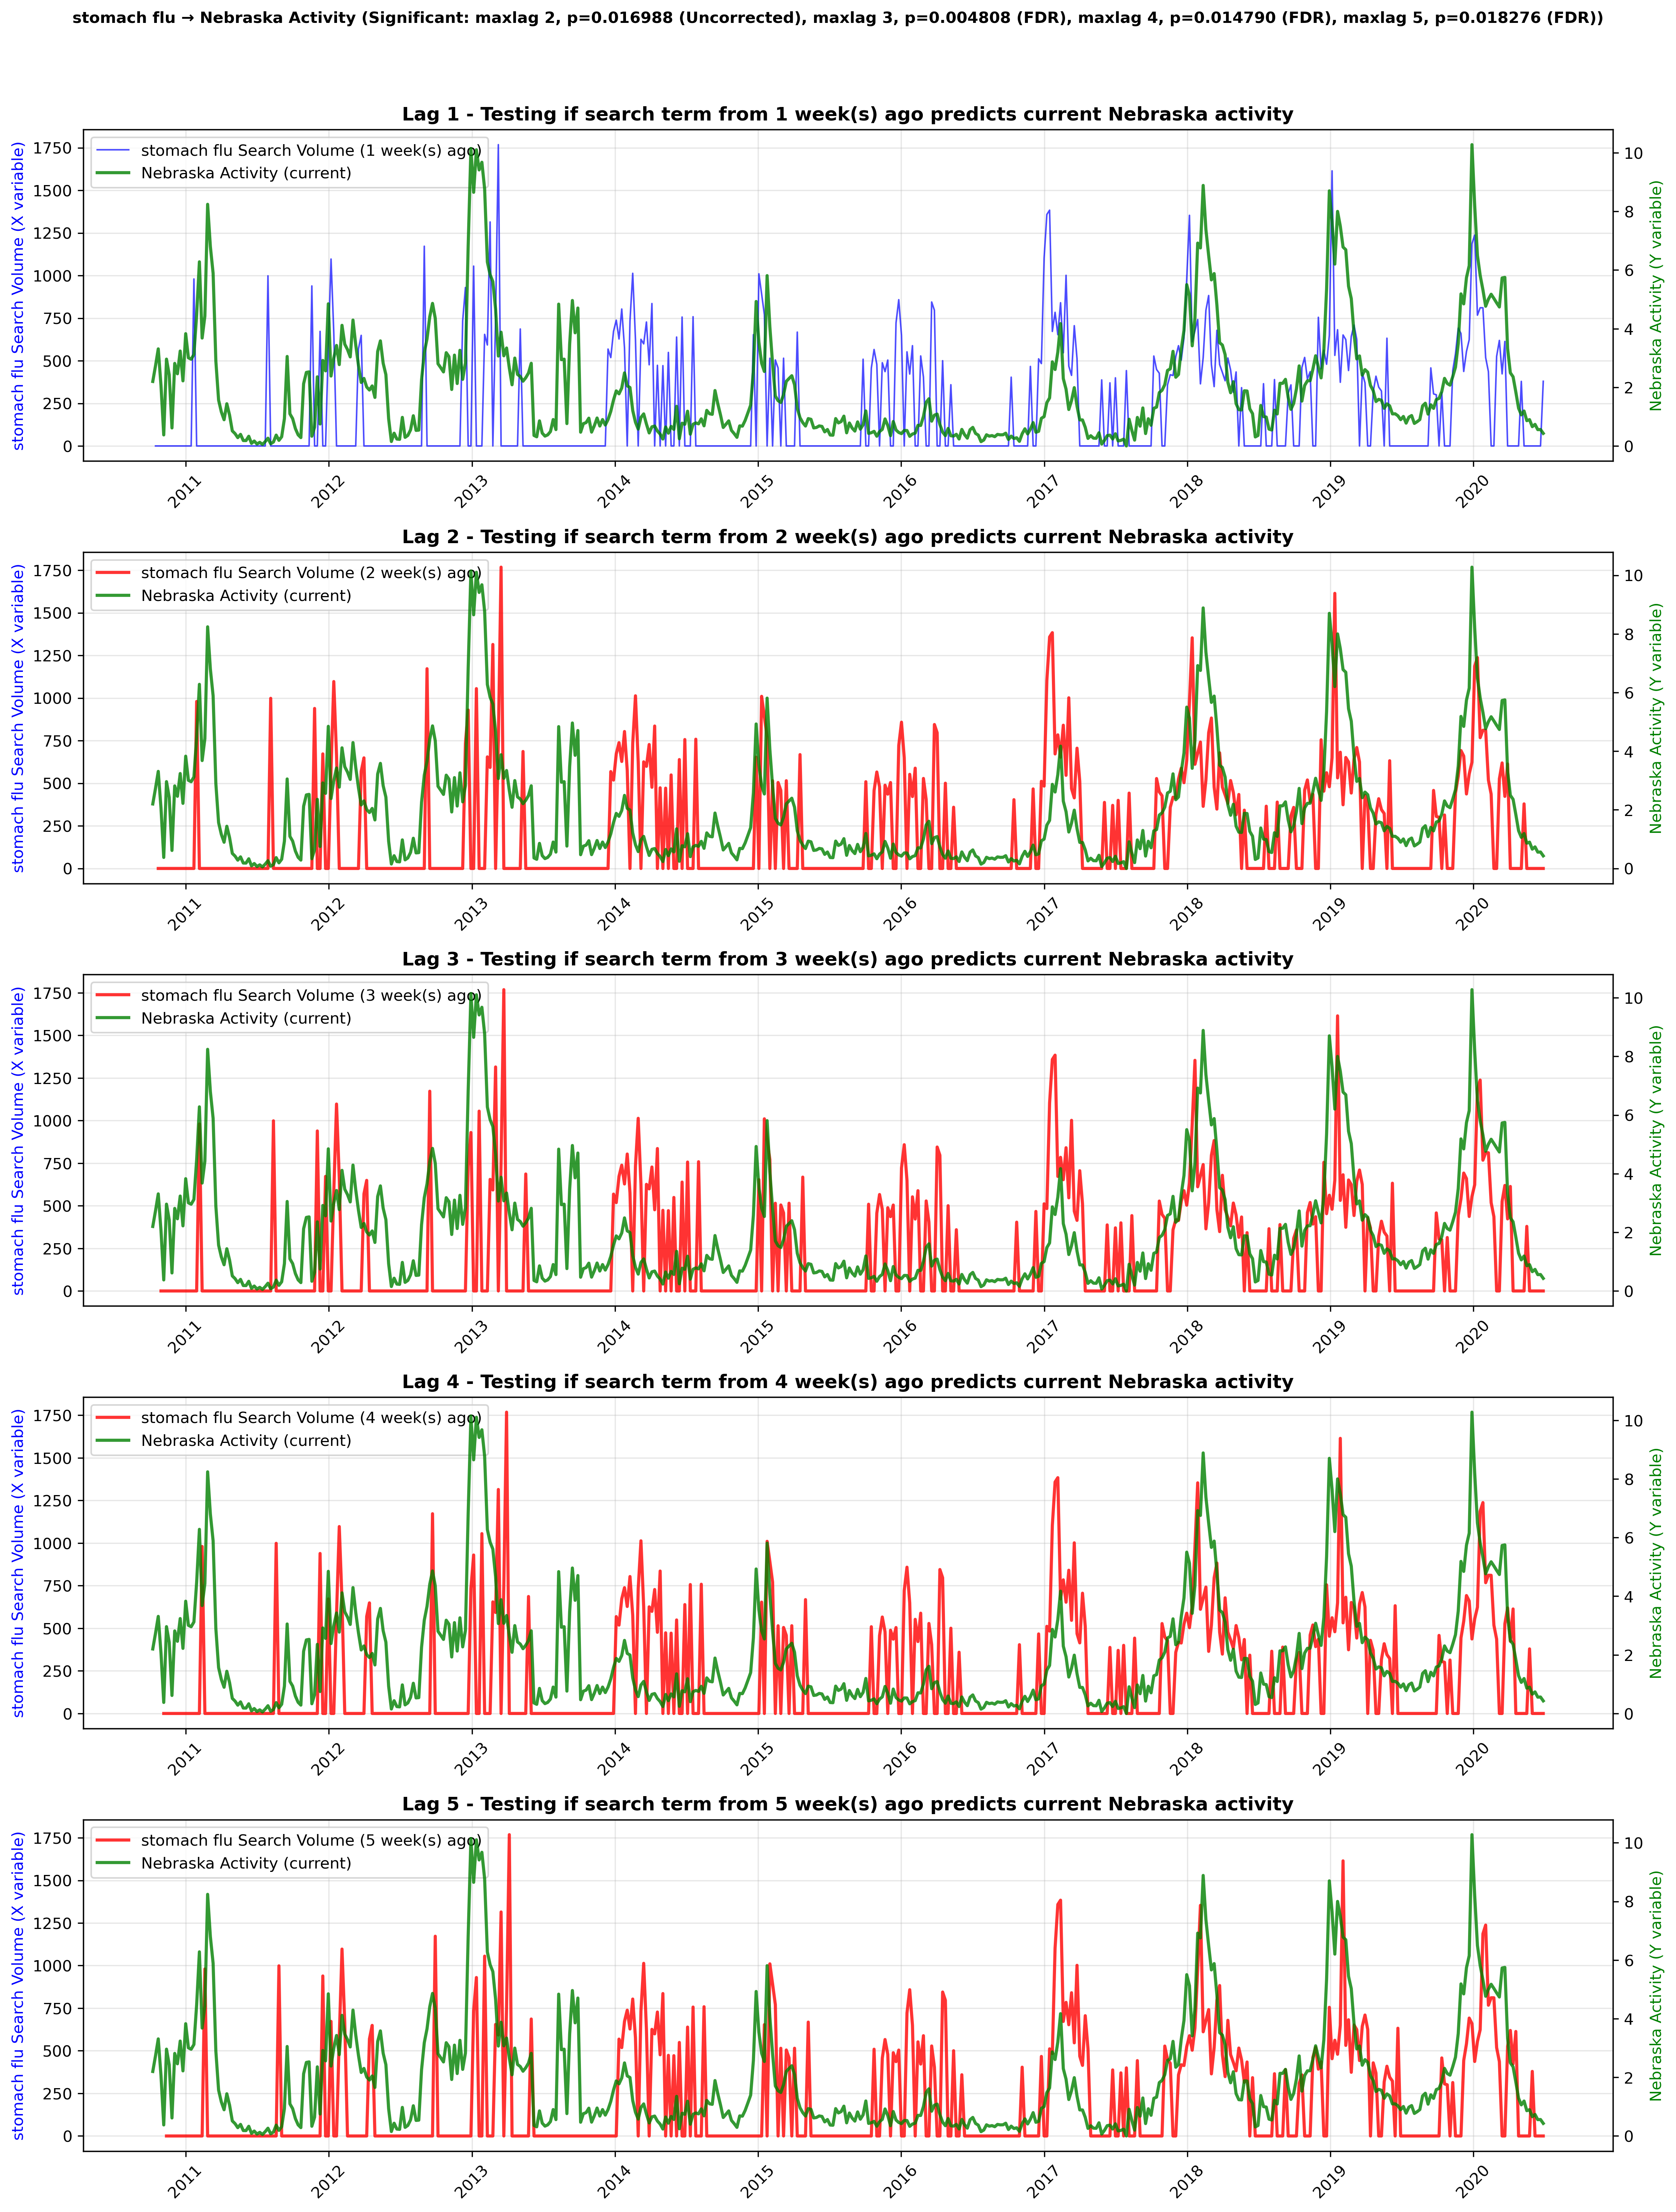 stomach flu → Nebraska Activity (Significant: maxlag 2, p=0.016988 (Uncorrected), maxlag 3, p=0.004808 (FDR), maxlag 4, p=0.014790 (FDR), maxlag 5, p=0.018276 (FDR))
Lag 1 - Testing if search term from 1 week(s) ago predicts current Nebraska activity
stomach flu Search Volume (X variable)
1750
1500
1250
1000
750
500
250
0
stomach flu Search Volume (1 week(s) ago)
Nebraska Activity (current)
10
8
6
4
2
0
Nebraska Activity (Y variable)
2011 2012 2013 2014 2015 2016 2017 2018 2019 2020
Lag 2 - Testing if search term from 2 week(s) ago predicts current Nebraska activity
stomach flu Search Volume (X variable)
1750
1500
1250
1000
750
500
250
0
stomach flu Search Volume (2 week(s) ago)
Nebraska Activity (current)
10
8
6
4
2
0
Nebraska Activity (Y variable)
2011 2012 2013 2014 2015 2016 2017 2018 2019 2020
Lag 3 - Testing if search term from 3 week(s) ago predicts current Nebraska activity
stomach flu Search Volume (X variable)
1750
1500
1250
1000
750
500
250
0
stomach flu Search Volume (3 week(s) ago)
Nebraska Activity (current)
10
8
6
4
2
0
Nebraska Activity (Y variable)
2011 2012 2013 2014 2015 2016 2017 2018 2019 2020
Lag 4 - Testing if search term from 4 week(s) ago predicts current Nebraska activity
stomach flu Search Volume (X variable)
1750
1500
1250
1000
750
500
250
0
stomach flu Search Volume (4 week(s) ago)
Nebraska Activity (current)
10
8
6
4
2
0
Nebraska Activity (Y variable)
2011 2012 2013 2014 2015 2016 2017 2018 2019 2020
Lag 5 - Testing if search term from 5 week(s) ago predicts current Nebraska activity
stomach flu Search Volume (X variable)
1750
1500
1250
1000
750
500
250
0
stomach flu Search Volume (5 week(s) ago)
Nebraska Activity (current)
10
8
6
4
2
0
Nebraska Activity (Y variable)
2011 2012 2013 2014 2015 2016 2017 2018 2019 2020